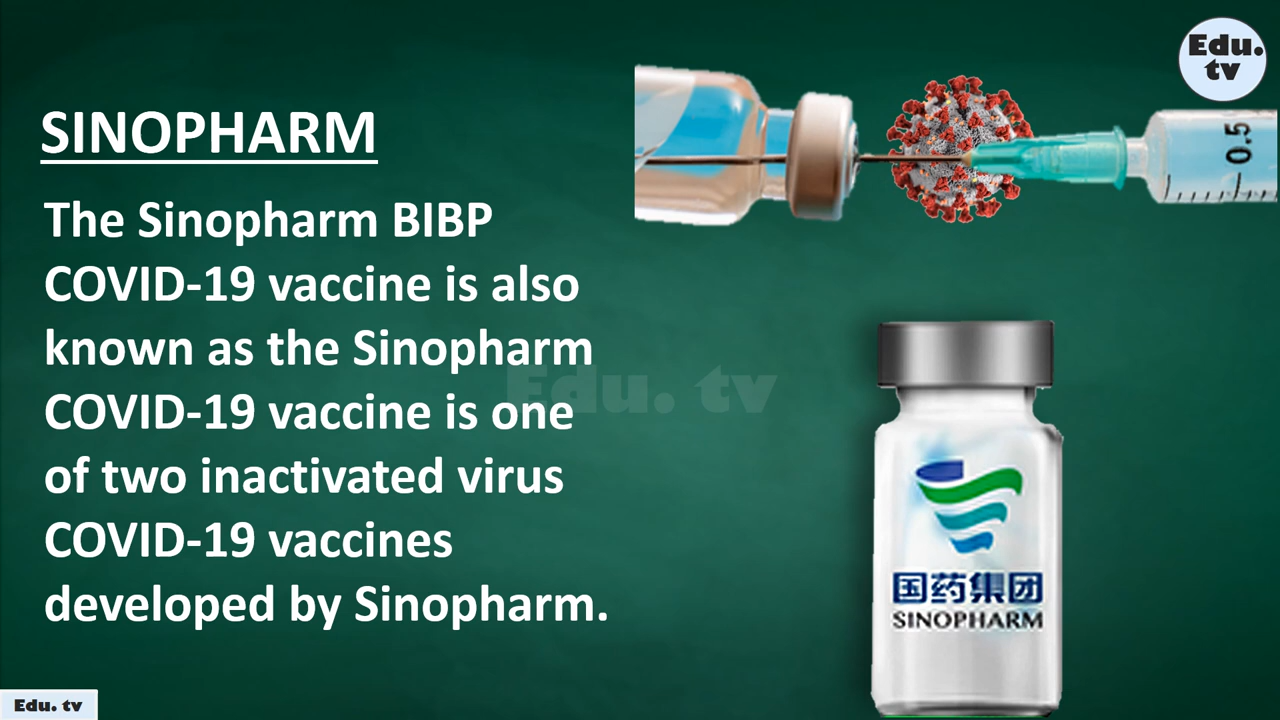 Edu.
tv
SINOPHARM
The Sinopharm BIBP
COVID-19 vaccine is also
known as the Sinopharm
COVID-19 vaccine is one
of two inactivated virus
COVID-19 vaccines
developed by Sinopharm.
0.5
Edu. tv
国药集团
SINOPHARM
Edu. tv